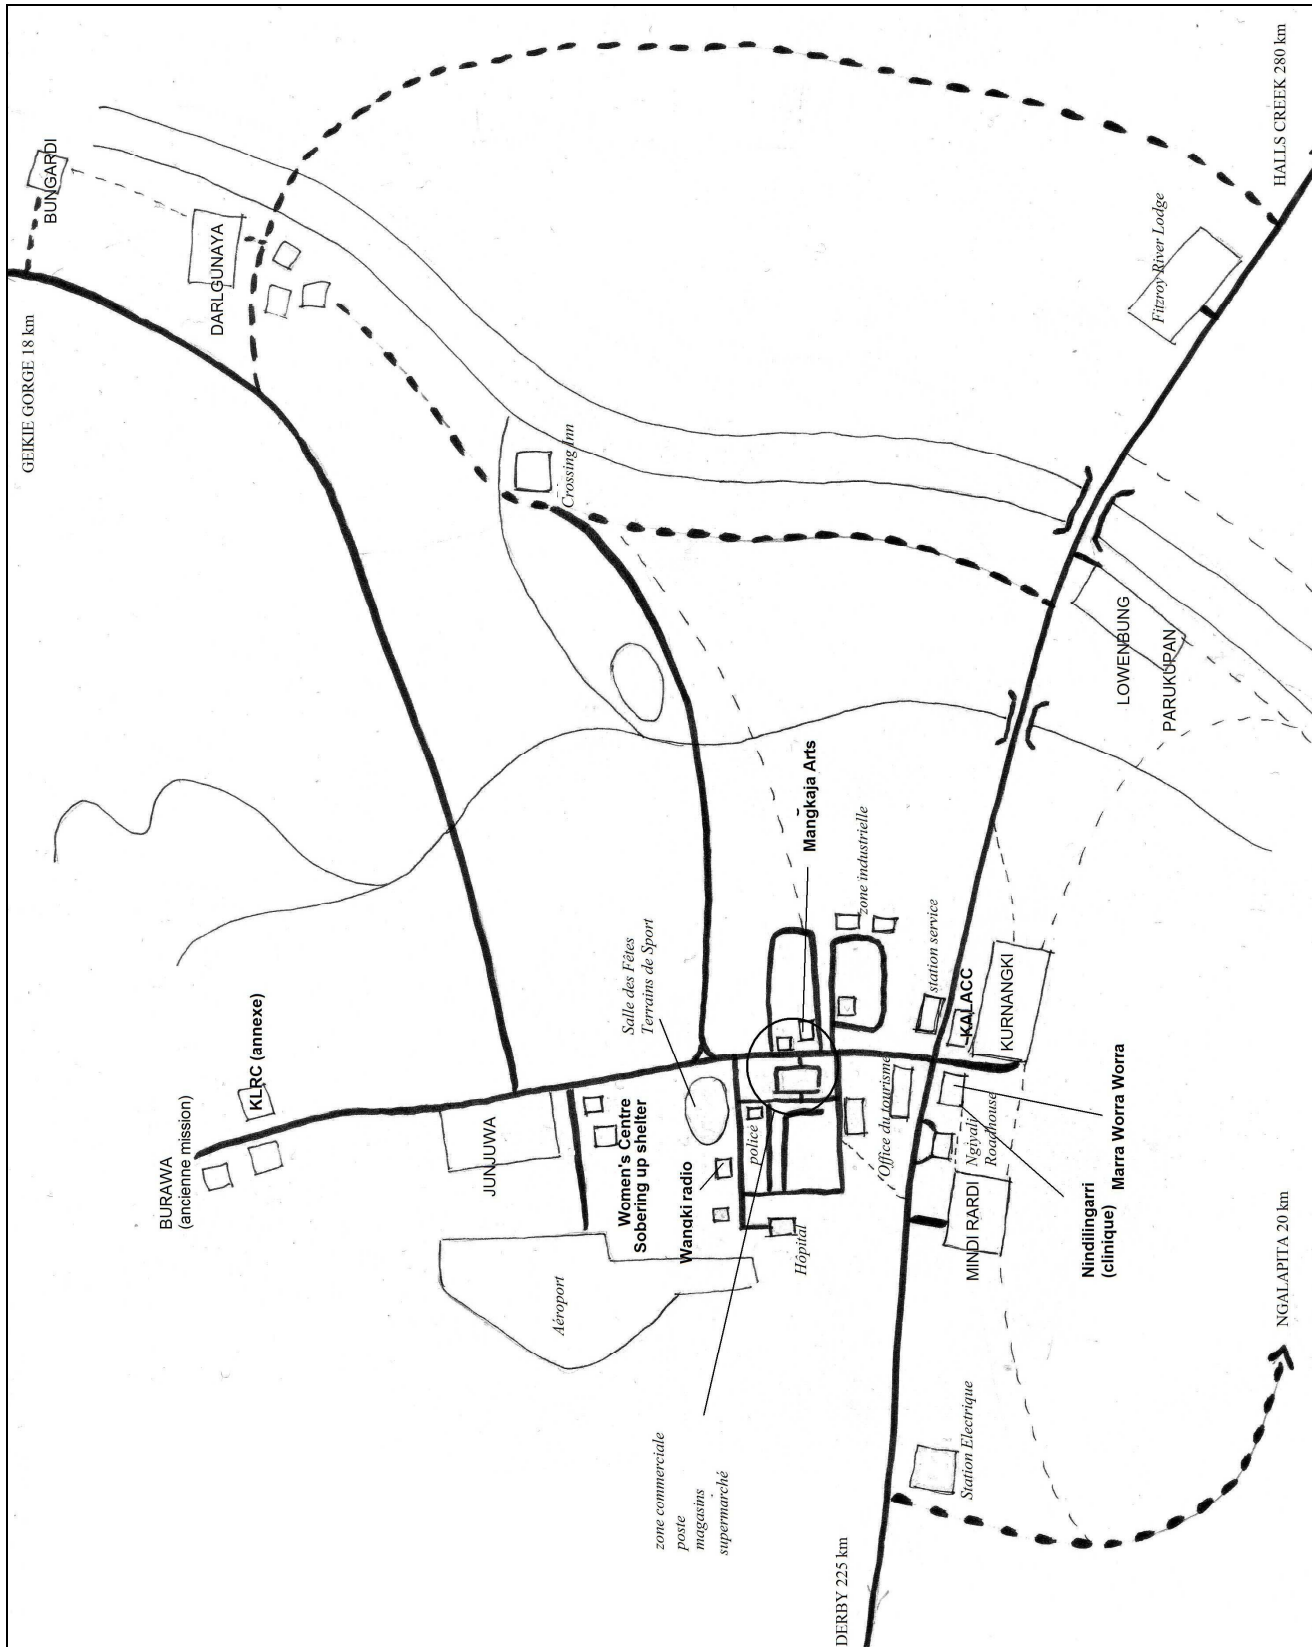 BUNGARDI
GEIKIE GORGE 18 km
DARLGUNAYA
HALLS CREEK 280 km
Fitzroy River Lodge
Crossing Inn
LOWENBUNG
PARUKUPAN
Mangkaja Arts
zone industrielle
station service
KALACC
KURNANGKI
Salle des Fêtes
Terrains de Sport
KLRC (annexe)
BURAWA
(ancienne mission)
JUNJUWA
Women's Centre
Sobering up shelter
Wangki radio
police
Office du tourisme
Ngiyali
Roadhouse
Marra Worra Worra
Nindilingarri
(clinique)
MINDI RARDI
Hôpital
Aéroport
zone commerciale
poste
magasins
supermarché
Station Electrique
NGALAPITA 20 km
DERBY 225 km